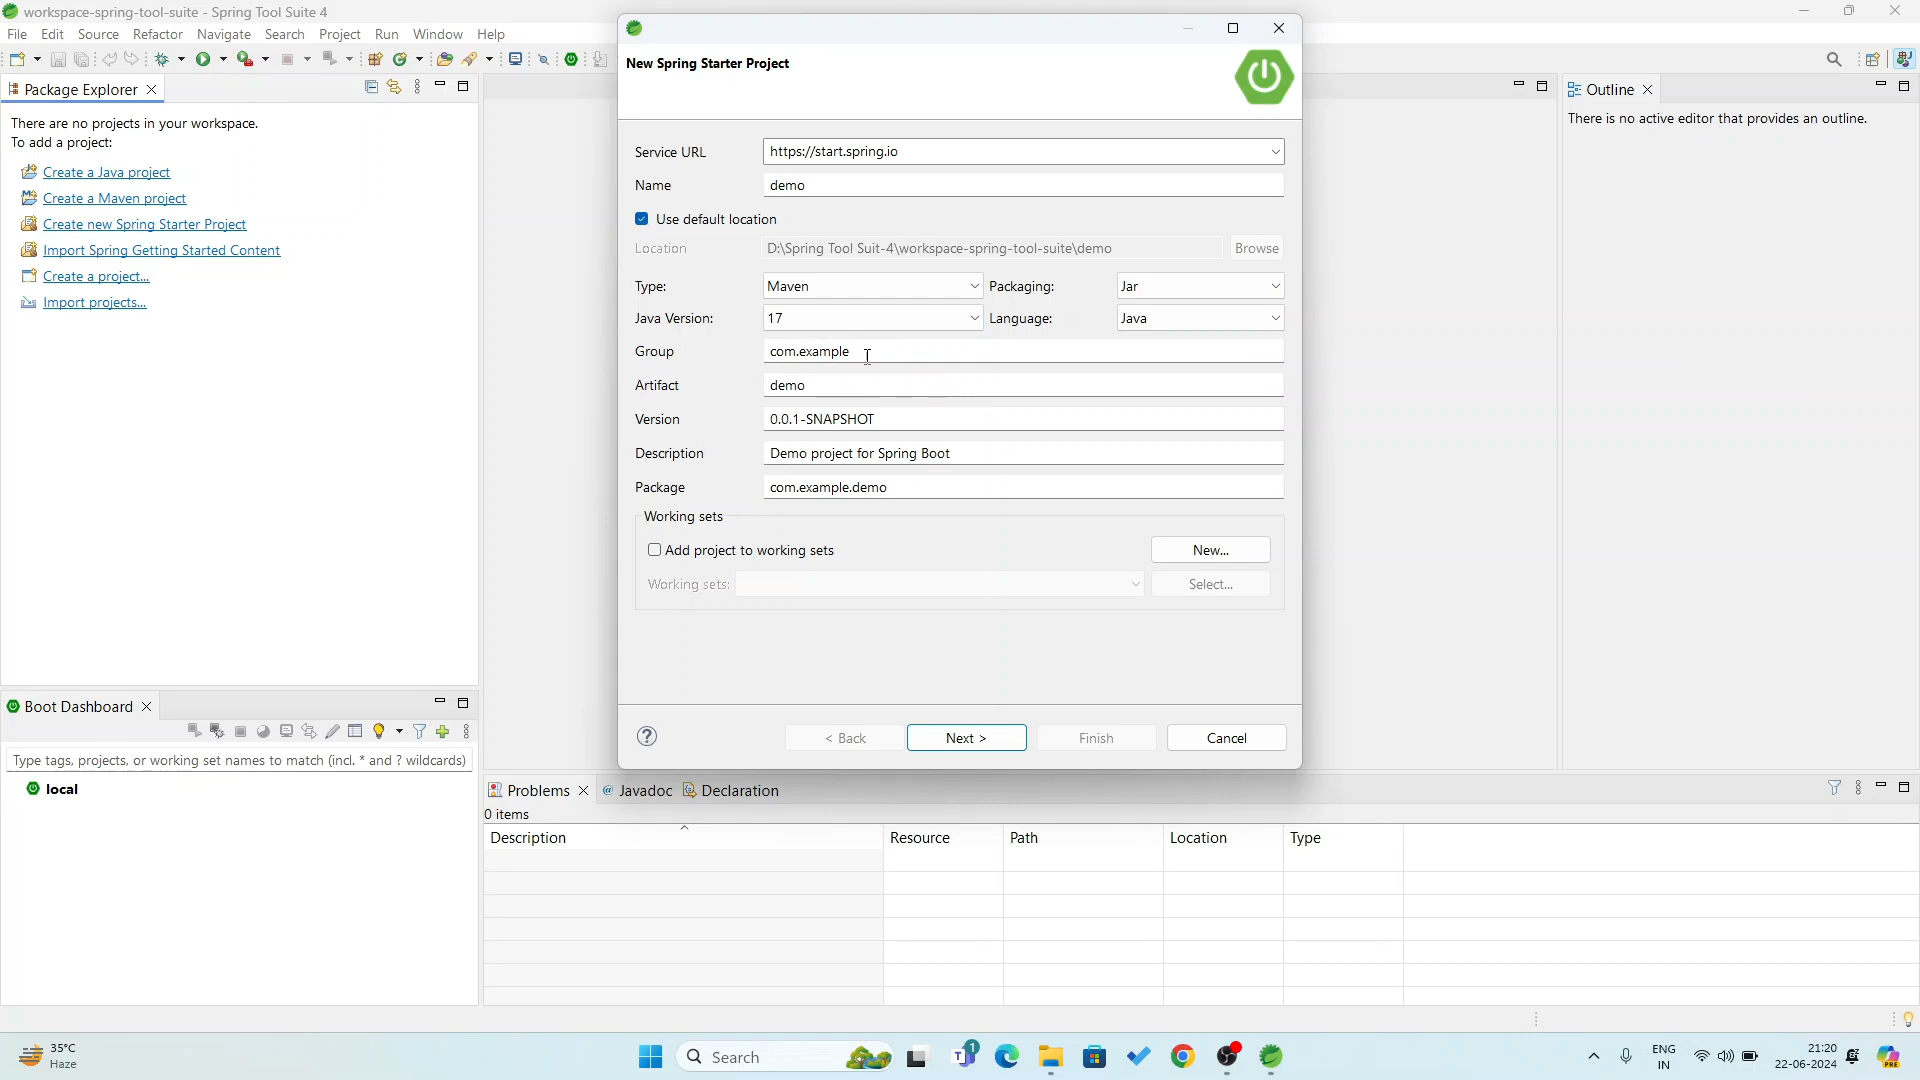 workspace-spring-tool-suite - Spring Tool Suite 4
File Edit Source Refactor Navigate Search Project Run Window Help
Package Explorer
There are no projects in your workspace.
To add a project:
Create a Java project
Create a Maven project
Create new Spring Starter Project
Import Spring Getting Started Content
Create a project...
Import projects...
New Spring Starter Project
Service URL https://start.spring.io
Name demo
Use default location
Location D:\Spring Tool Suit-4\workspace-spring-tool-suite\demo Browse
Type: Maven Packaging: Jar
Java Version: 17 Language: Java
Group com.example
Artifact demo
Version 0.0.1-SNAPSHOT
Description Demo project for Spring Boot
Package com.example.demo
Working sets
Add project to working sets New...
Working sets: Select...
< Back Next > Finish Cancel
Outline
There is no active editor that provides an outline.
Boot Dashboard
Type tags, projects, or working set names to match (incl. * and ? wildcards)
local
Problems Javadoc Declaration
0 items
Description Resource Path Location Type
35°C
Haze
Search
1
ENG
IN
21:20
22-06-2024
PRE